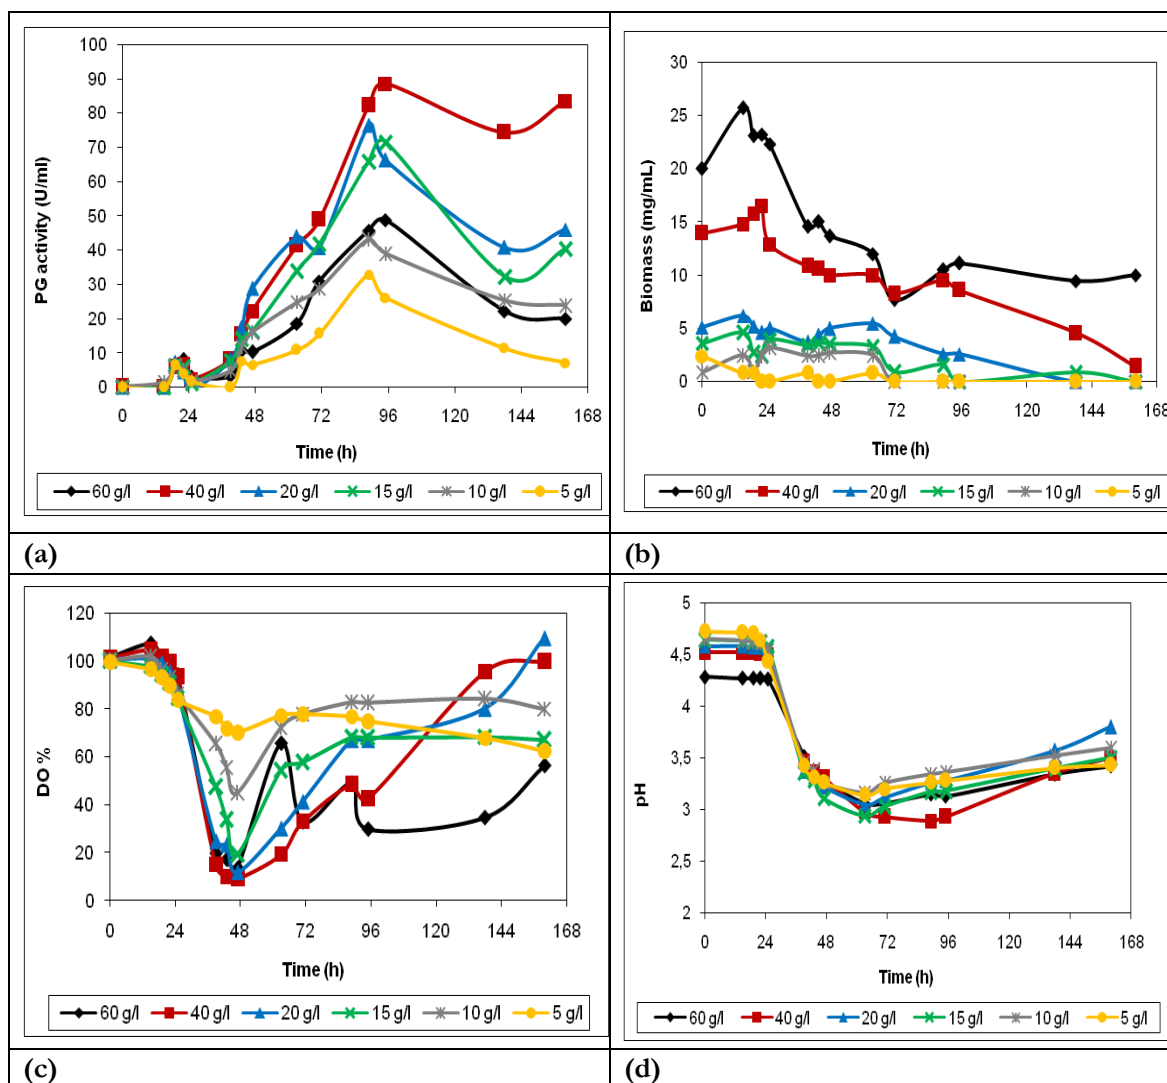 100
90
80
70
60
50
40
30
20
10
0
PG activity (U/ml)
0 24 48 72 96 120 144 168
Time (h)
60 g/l 40 g/l 20 g/l 15 g/l 10 g/l 5 g/l
(a)
30
25
20
15
10
5
0
Biomass (mg/mL)
0 24 48 72 96 120 144 168
Time (h)
60 g/l 40 g/l 20 g/l 15 g/l 10 g/l 5 g/l
(b)
120
100
80
60
40
20
0
DO %
0 24 48 72 96 120 144 168
Time (h)
60 g/l 40 g/l 20 g/l 15 g/l 10 g/l 5 g/l
(c)
5
4,5
4
3,5
3
2,5
2
pH
0 24 48 72 96 120 144 168
Time (h)
60 g/l 40 g/l 20 g/l 15 g/l 10 g/l 5 g/l
(d)